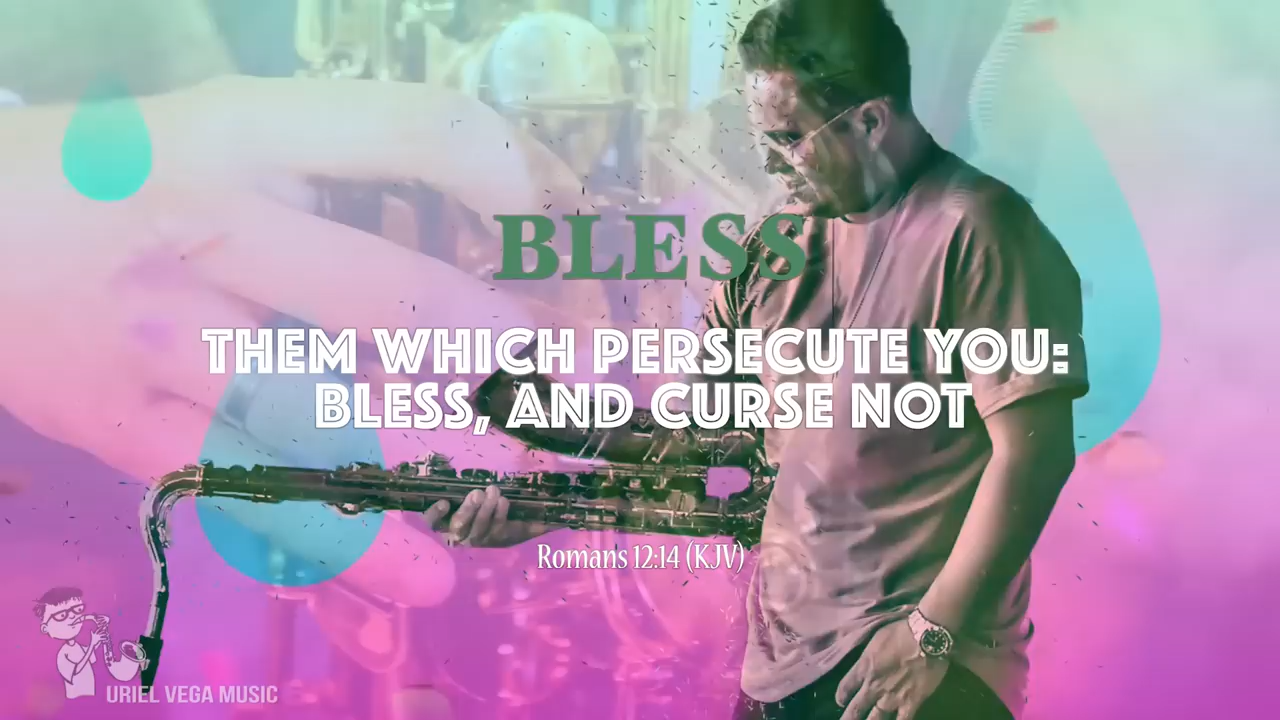 BLESS
THEM WHICH PERSECUTE YOU:
BLESS, AND CURSE NOT
Romans 12:14 (KJV)
URIEL VEGA MUSIC